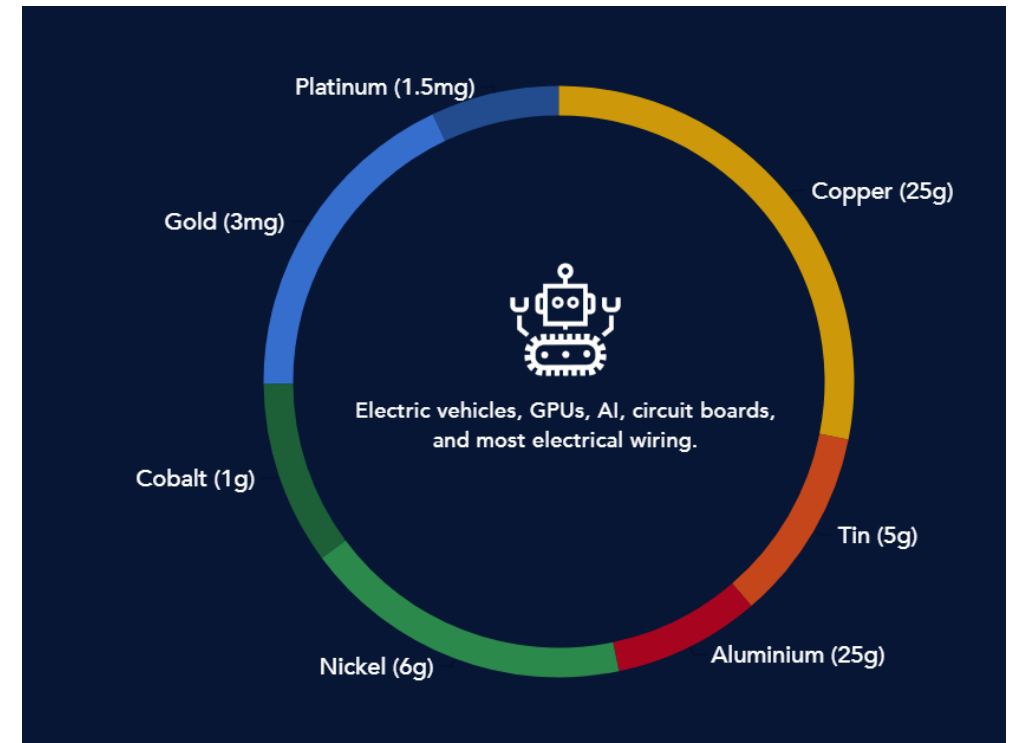 Platinum (1.5mg)
Copper (25g)
Gold (3mg)
Electric vehicles, GPUs, AI, circuit boards,
and most electrical wiring.
Cobalt (1g)
Tin (5g)
Aluminium (25g)
Nickel (6g)